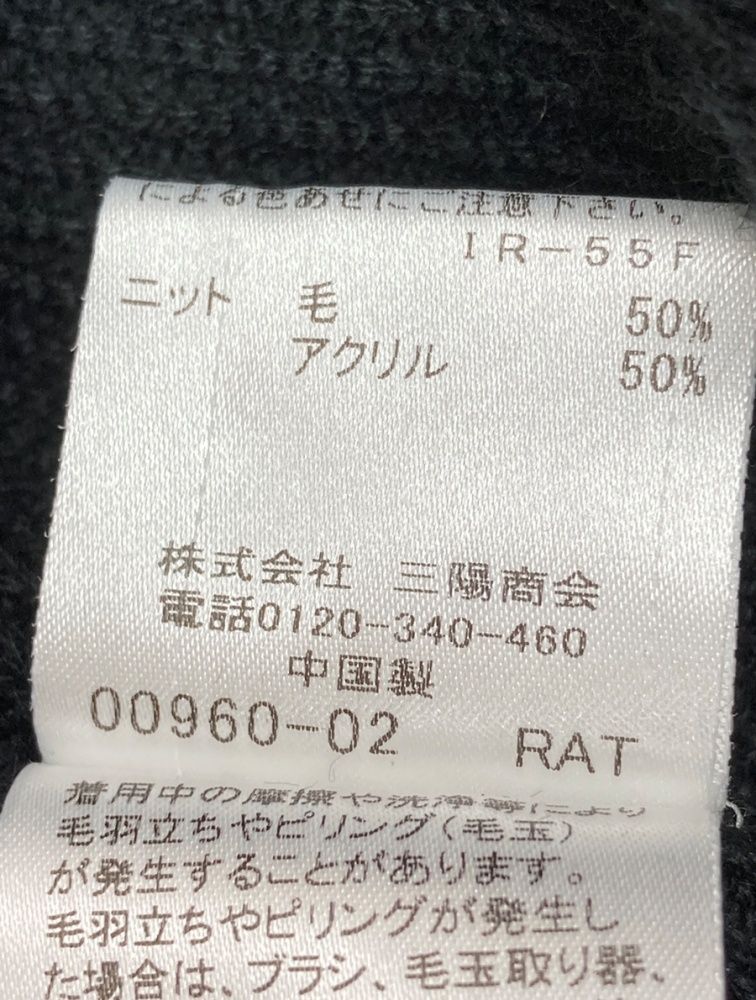 による色あせにご注意下さい。
IR-55F
ニット 毛 50%
アクリル 50%
株式会社 三陽商会
電話0120-340-460
中国製
00960-02 RAT
着用中の摩擦や洗浄等により
毛羽立ちやピリング(毛玉)
が発生することがあります。
毛羽立ちやピリングが発生し
た場合は、ブラシ、毛玉取り器、